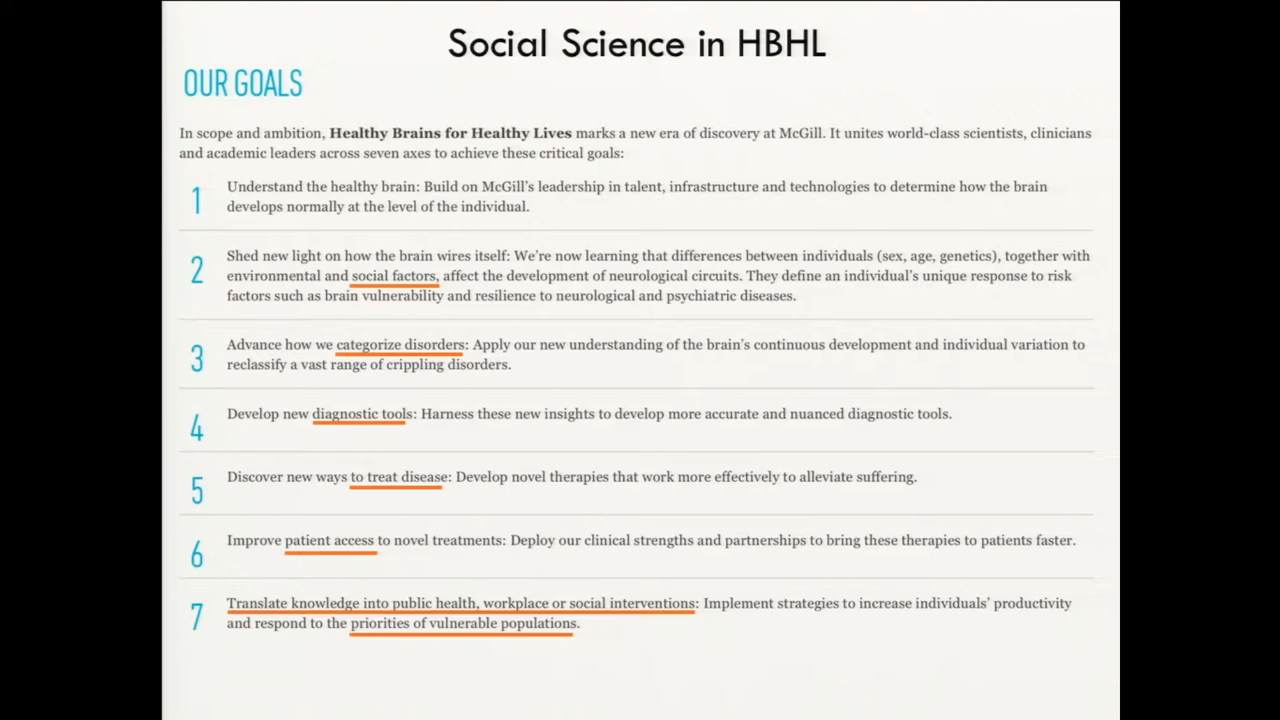 Social Science in HBHL
OUR GOALS
In scope and ambition, Healthy Brains for Healthy Lives marks a new era of discovery at McGill. It unites world-class scientists, clinicians
and academic leaders across seven axes to achieve these critical goals:
1
Understand the healthy brain: Build on McGill's leadership in talent, infrastructure and technologies to determine how the brain
develops normally at the level of the individual.
2
Shed new light on how the brain wires itself: We're now learning that differences between individuals (sex, age, genetics), together with
environmental and social factors, affect the development of neurological circuits. They define an individual's unique response to risk
factors such as brain vulnerability and resilience to neurological and psychiatric diseases.
3
Advance how we categorize disorders: Apply our new understanding of the brain's continuous development and individual variation to
reclassify a vast range of crippling disorders.
4
Develop new diagnostic tools: Harness these new insights to develop more accurate and nuanced diagnostic tools.
5
Discover new ways to treat disease: Develop novel therapies that work more effectively to alleviate suffering.
6
Improve patient access to novel treatments: Deploy our clinical strengths and partnerships to bring these therapies to patients faster.
7
Translate knowledge into public health, workplace or social interventions: Implement strategies to increase individuals' productivity
and respond to the priorities of vulnerable populations.